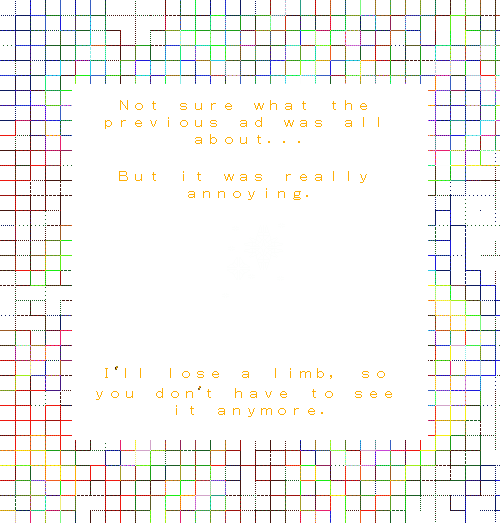 Not sure what the
previous ad was all
about...
But it was really
annoying.
I'll lose a limb, so
you don't have to see
it anymore.